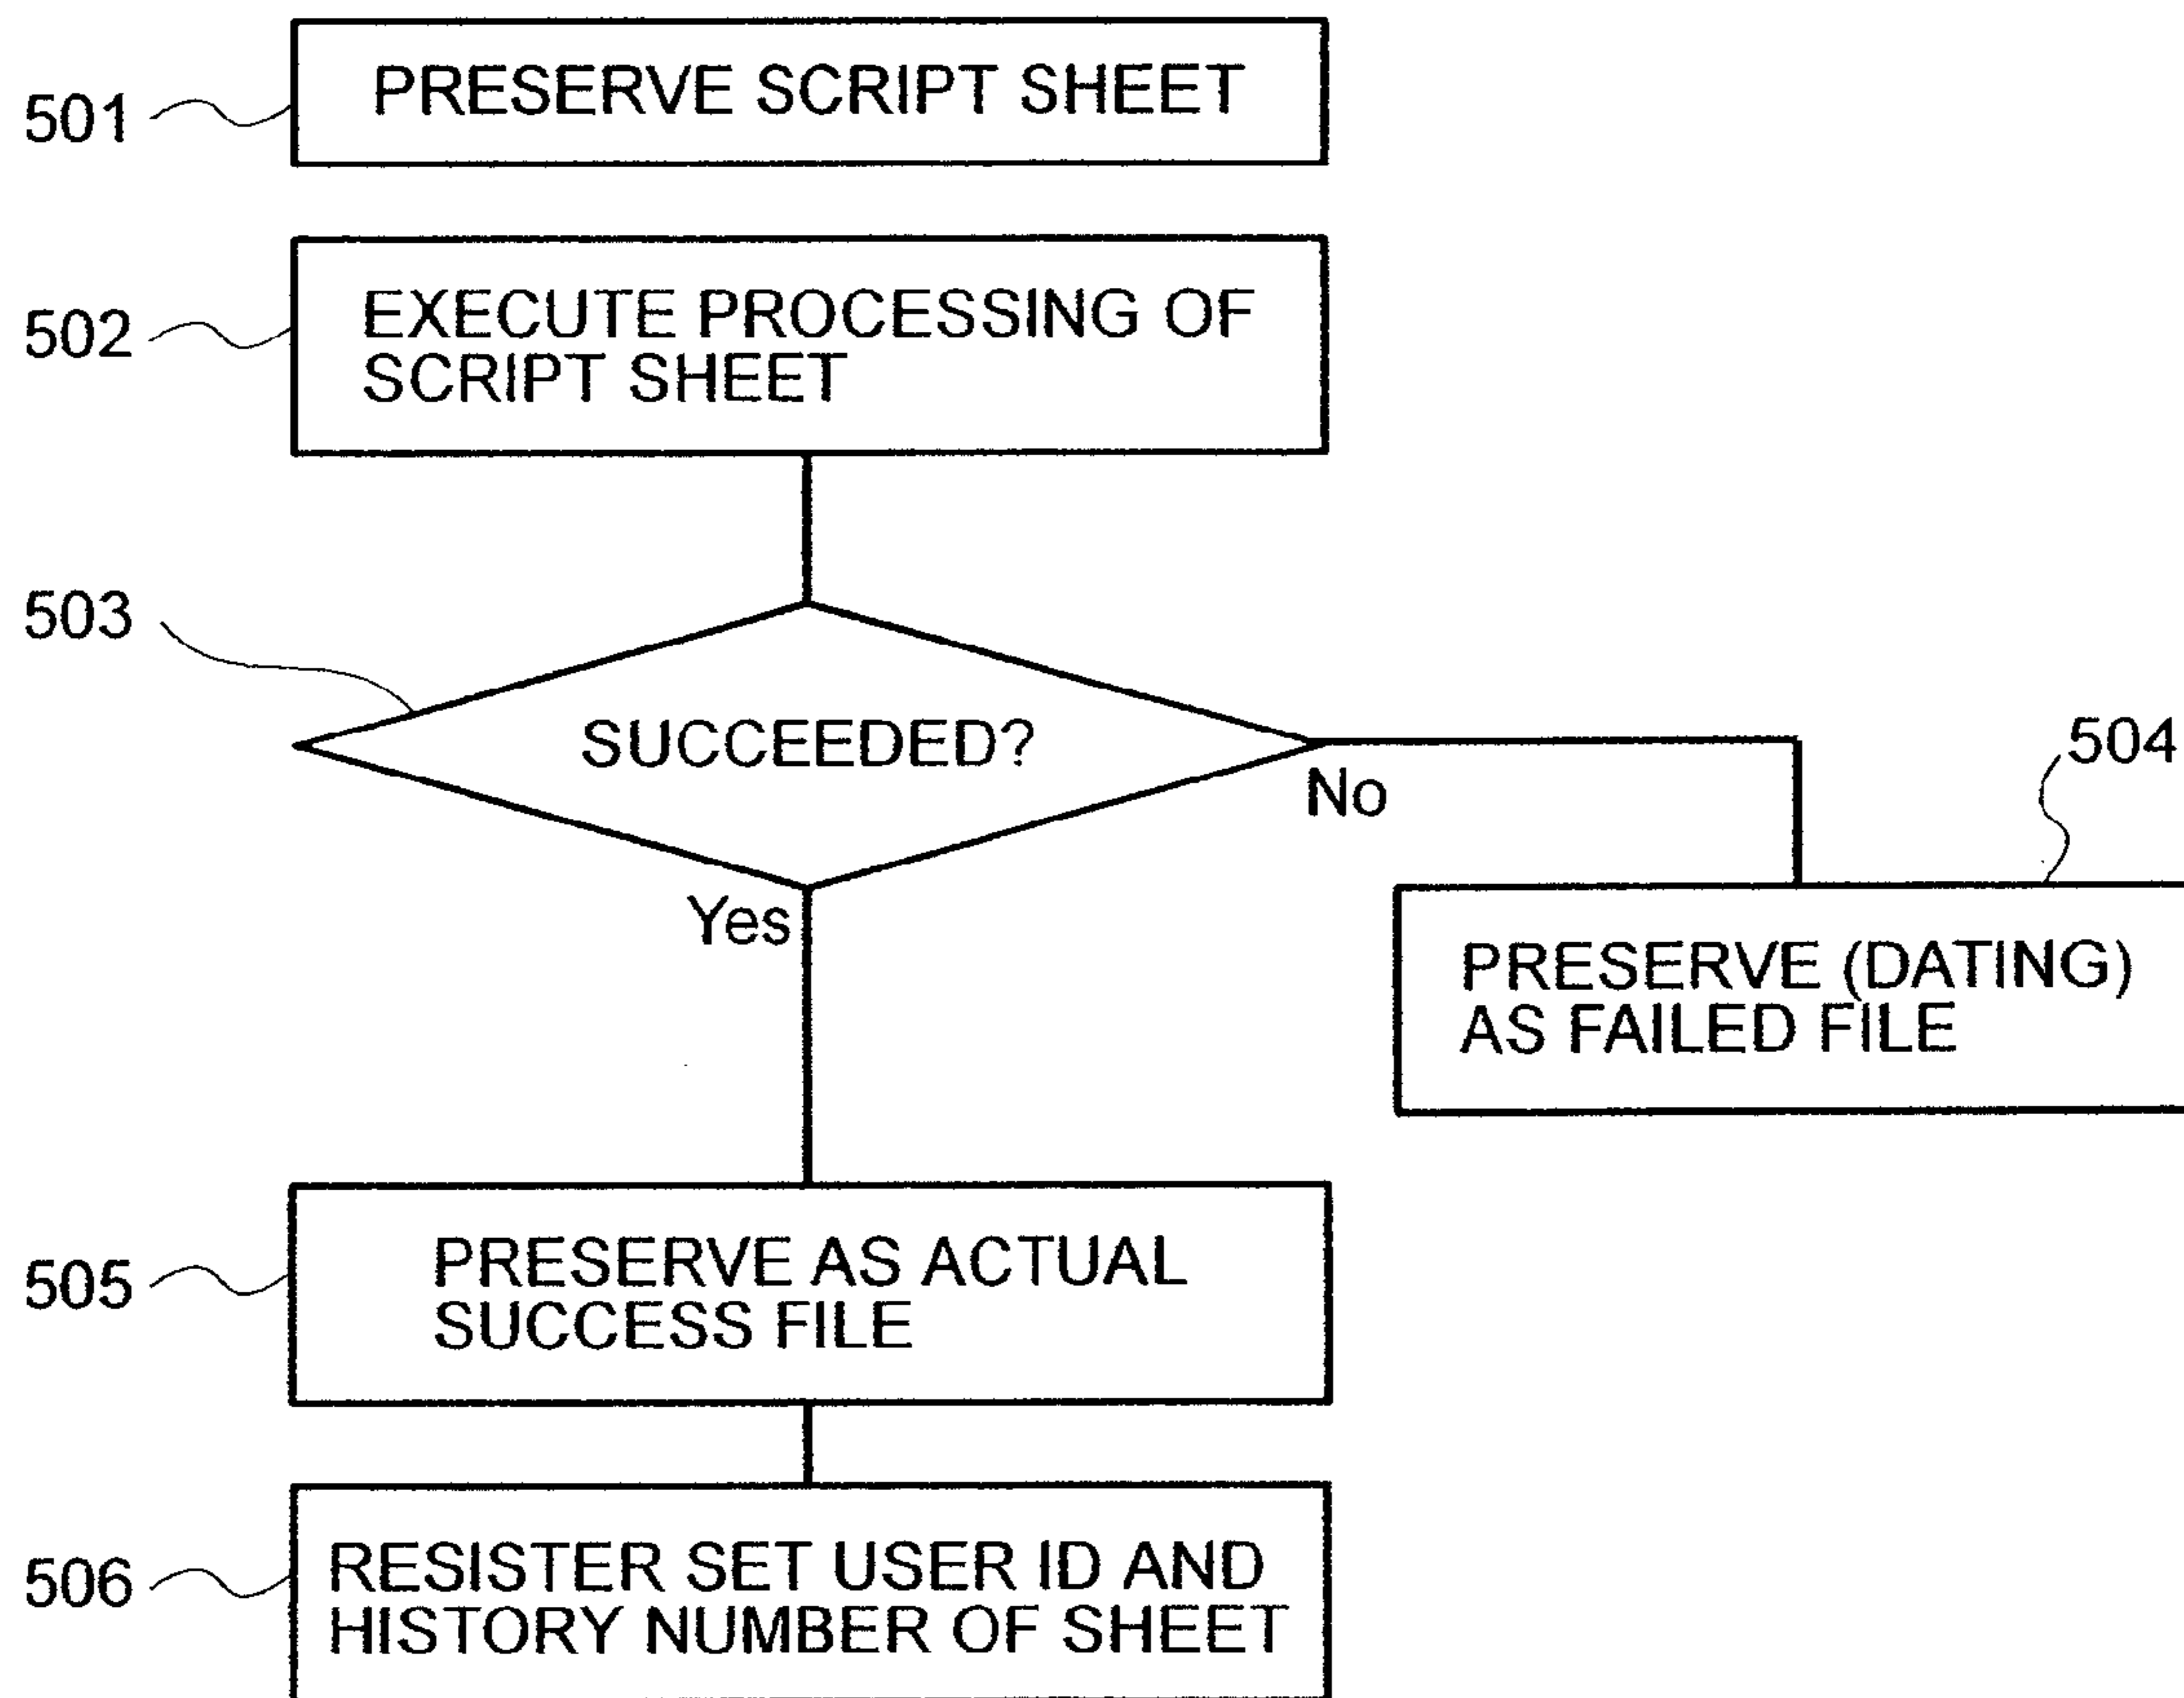 501
PRESERVE SCRIPT SHEET
502
EXECUTE PROCESSING OF
SCRIPT SHEET
503
SUCCEEDED?
No
504
Yes
PRESERVE (DATING)
AS FAILED FILE
505
PRESERVE AS ACTUAL
SUCCESS FILE
506
RESISTER SET USER ID AND
HISTORY NUMBER OF SHEET